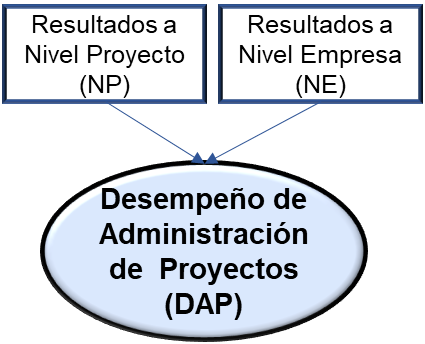 Resultados a
Nivel Proyecto
(NP)
Resultados a
Nivel Empresa
(NE)
Desempeño de
Administración
de  Proyectos
(DAP)